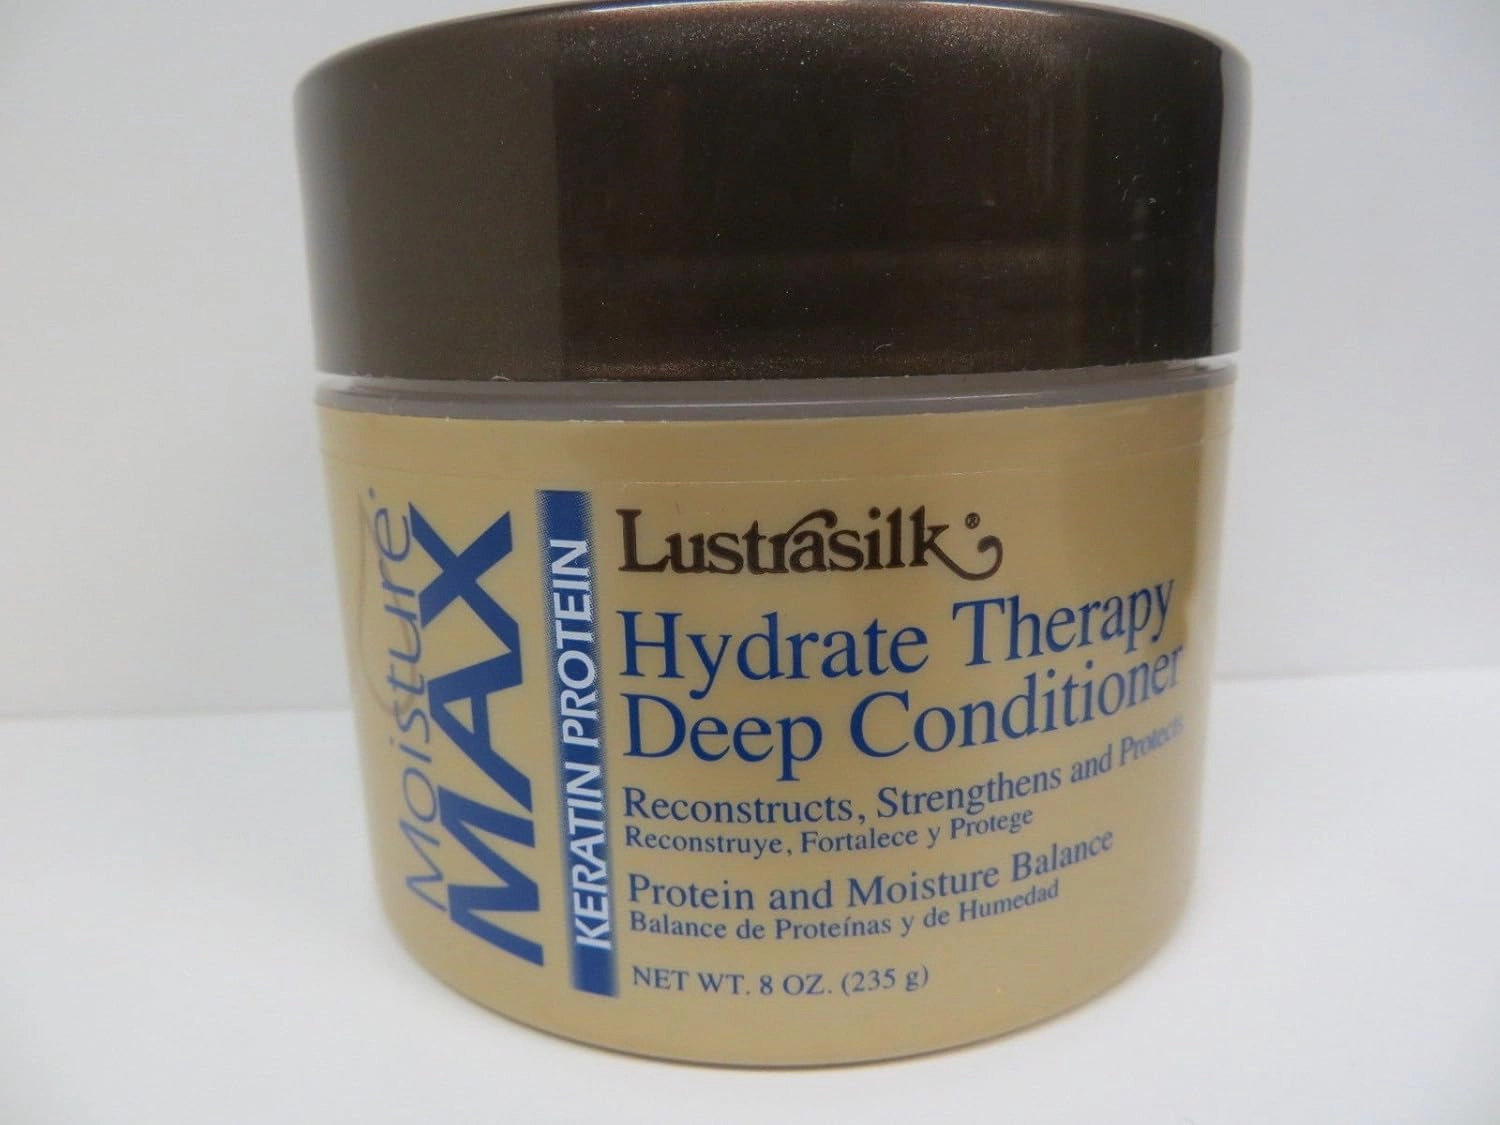 Moisture
MAX
KERATIN PROTEIN
Lustrasilk®
Hydrate Therapy
Deep Conditioner
Reconstructs, Strengthens and Protects
Reconstruye, Fortalece y Protege
Protein and Moisture Balance
Balance de Proteínas y de Humedad
NET WT. 8 OZ. (235 g)